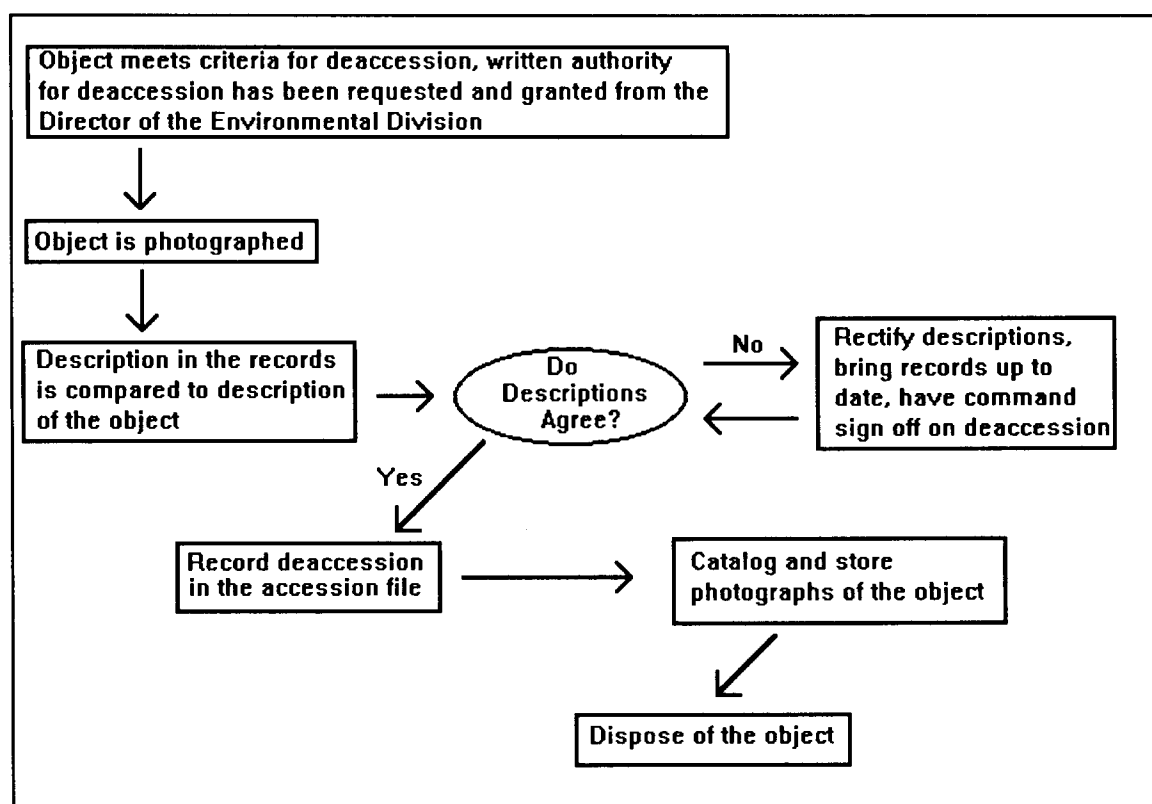 Object meets criteria for deaccession, written authority
for deaccession has been requested and granted from the
Director of the Environmental Division
Object is photographed
Description in the records
is compared to description
of the object
Do
Descriptions
Agree?
No
Rectify descriptions,
bring records up to
date, have command
sign off on deaccession
Yes
Record deaccession
in the accession file
Catalog and store
photographs of the object
Dispose of the object